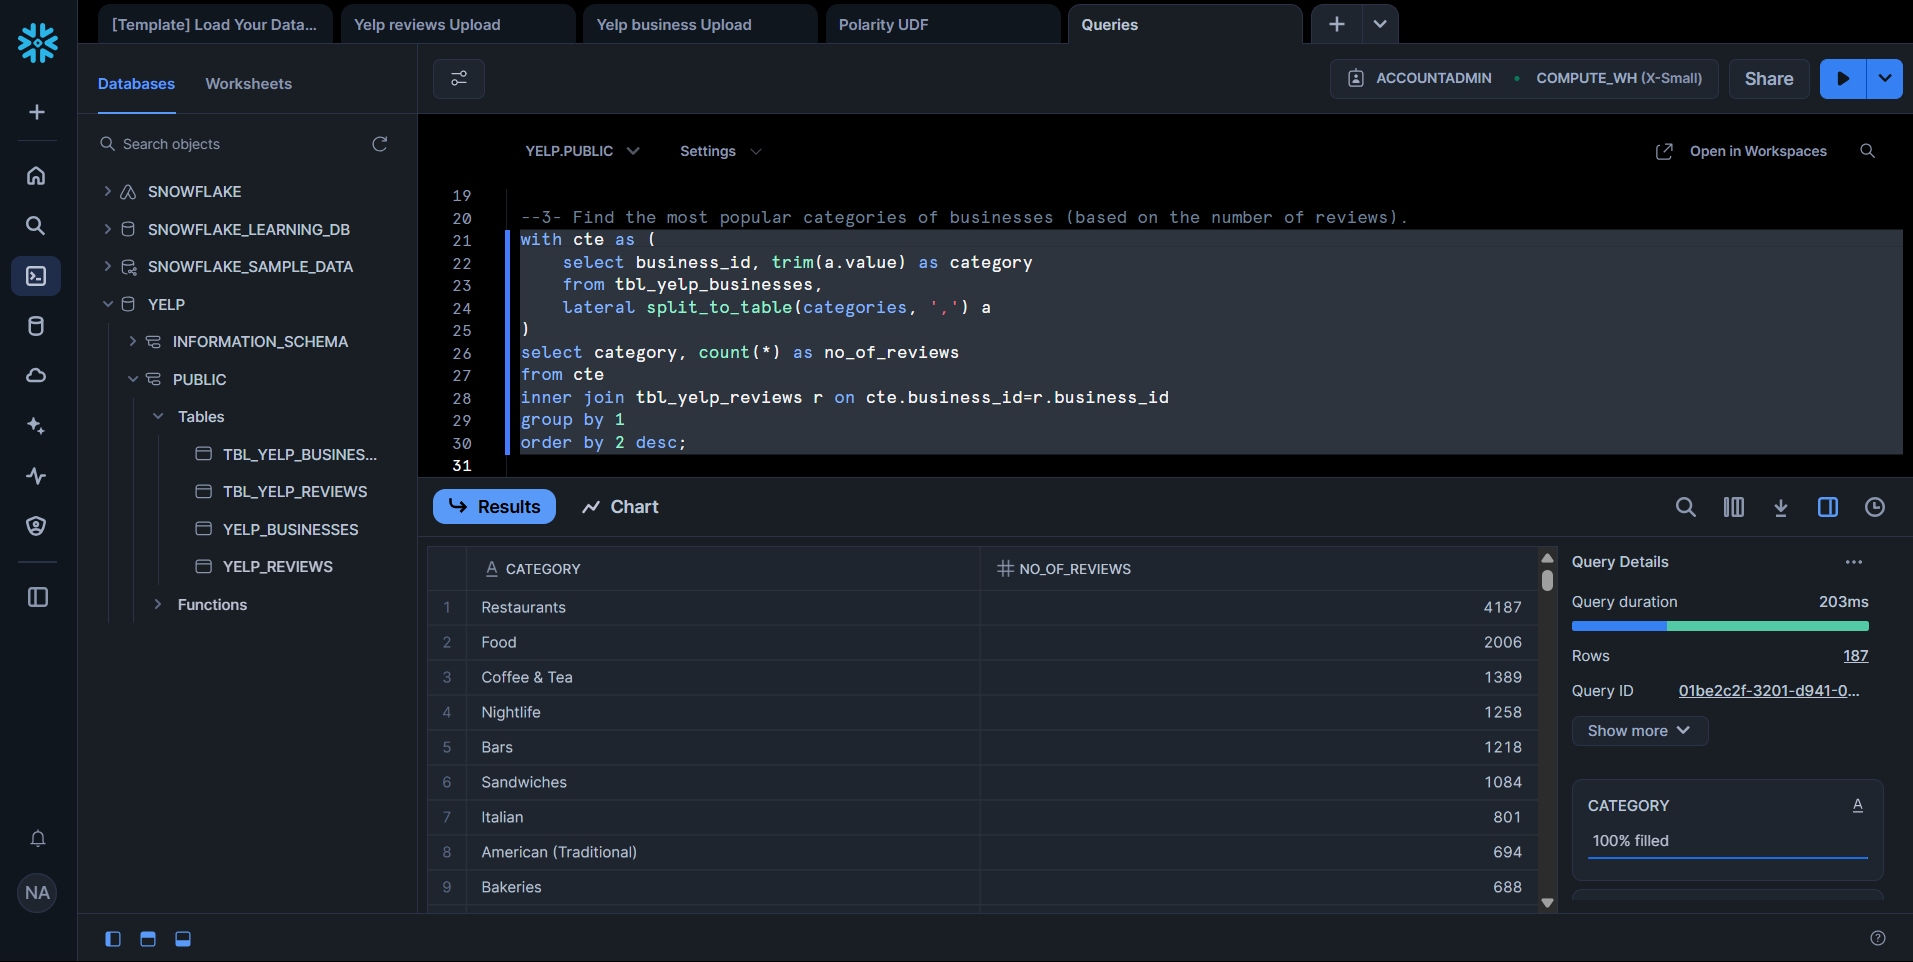 [Template] Load Your Data...
Yelp reviews Upload
Yelp business Upload
Polarity UDF
Queries
Databases
Worksheets
ACCOUNTADMIN
COMPUTE_WH (X-Small)
Share
Search objects
YELP.PUBLIC
Settings
Open in Workspaces
SNOWFLAKE
SNOWFLAKE_LEARNING_DB
SNOWFLAKE_SAMPLE_DATA
YELP
INFORMATION_SCHEMA
PUBLIC
Tables
TBL_YELP_BUSINES...
TBL_YELP_REVIEWS
YELP_BUSINESSES
YELP_REVIEWS
Functions
NA
19
20 --3- Find the most popular categories of businesses (based on the number of reviews).
21 with cte as (
22 select business_id, trim(a.value) as category
23 from tbl_yelp_businesses,
24 lateral split_to_table(categories, ',') a
25 )
26 select category, count(*) as no_of_reviews
27 from cte
28 inner join tbl_yelp_reviews r on cte.business_id=r.business_id
29 group by 1
30 order by 2 desc;
31
Results
Chart
CATEGORY NO_OF_REVIEWS
1 Restaurants 4187
2 Food 2006
3 Coffee & Tea 1389
4 Nightlife 1258
5 Bars 1218
6 Sandwiches 1084
7 Italian 801
8 American (Traditional) 694
9 Bakeries 688
Query Details
Query duration 203ms
Rows 187
Query ID 01be2c2f-3201-d941-0...
Show more
CATEGORY
100% filled